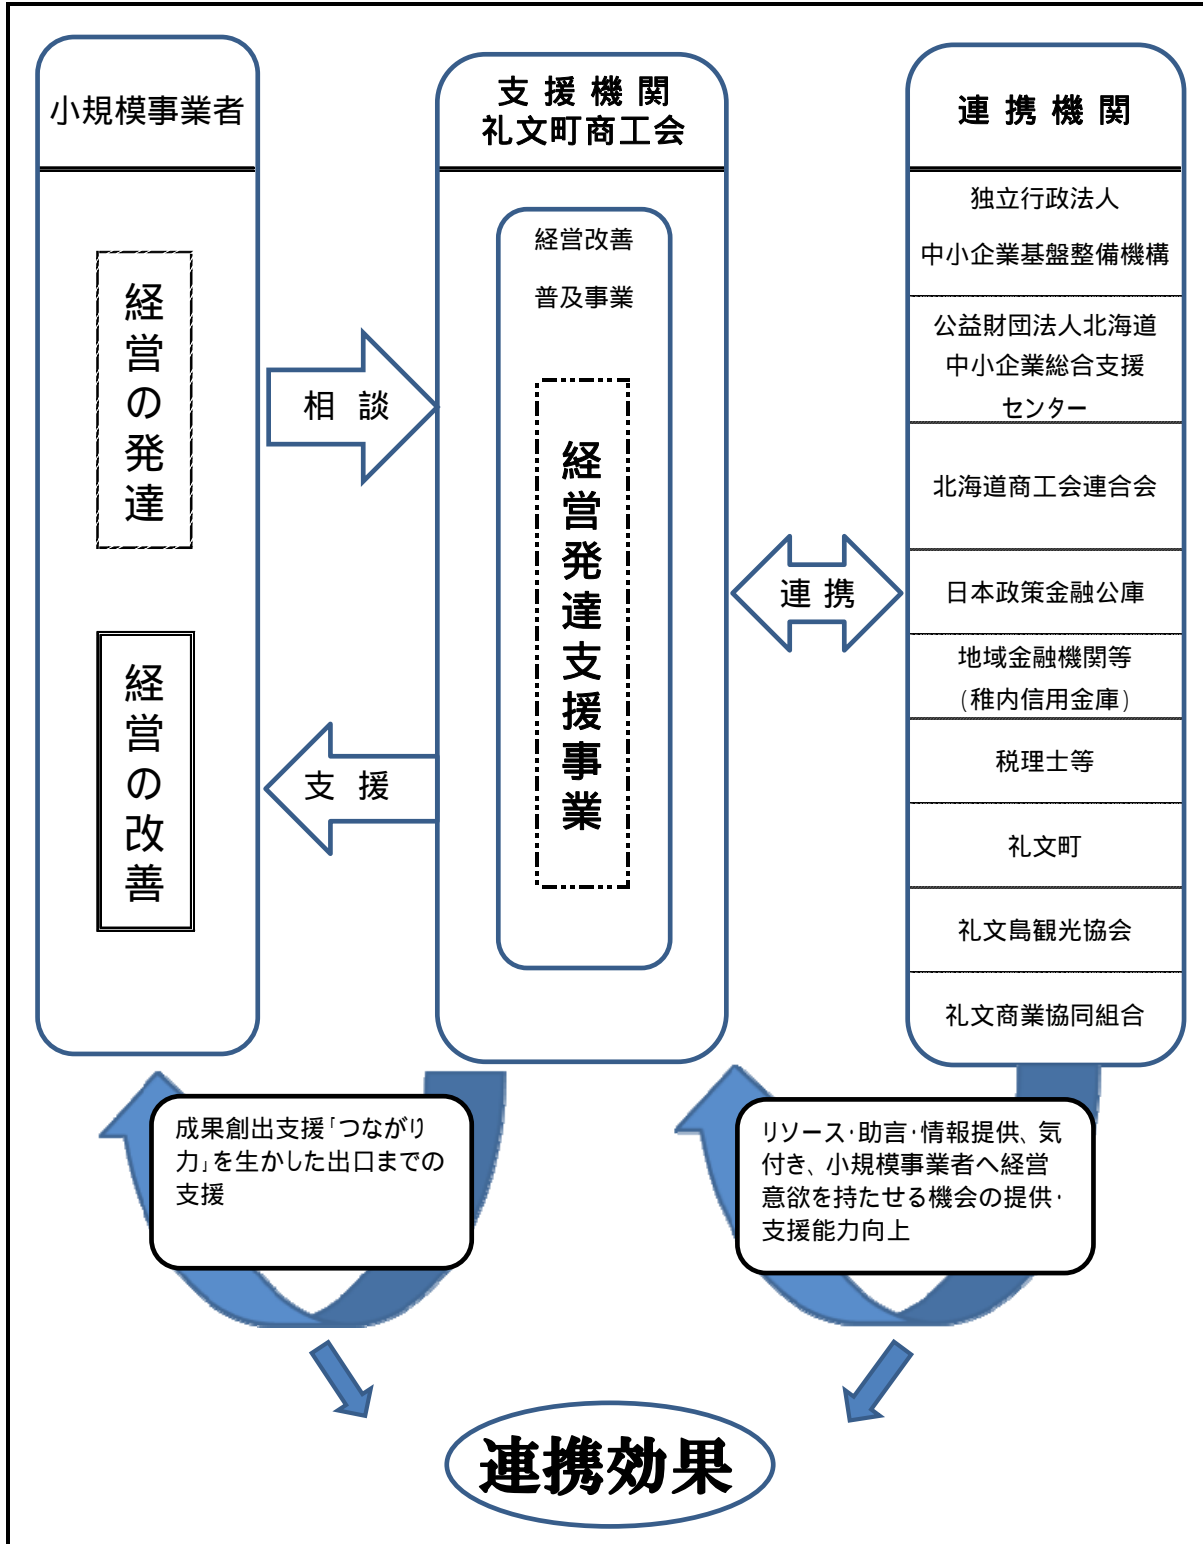 小規模事業者
経営の発達
経営の改善
相談
支援
支援機関
礼文町商工会
経営改善
普及事業
経営発達支援事業
連携
連携機関
独立行政法人
中小企業基盤整備機構
公益財団法人北海道
中小企業総合支援
センター
北海道商工会連合会
日本政策金融公庫
地域金融機関等
(稚内信用金庫)
税理士等
礼文町
礼文島観光協会
礼文商業協同組合
成果創出支援「つながり
力」を生かした出口までの
支援
リソース・助言・情報提供、気
付き、小規模事業者へ経営
意欲を持たせる機会の提供・
支援能力向上
連携効果